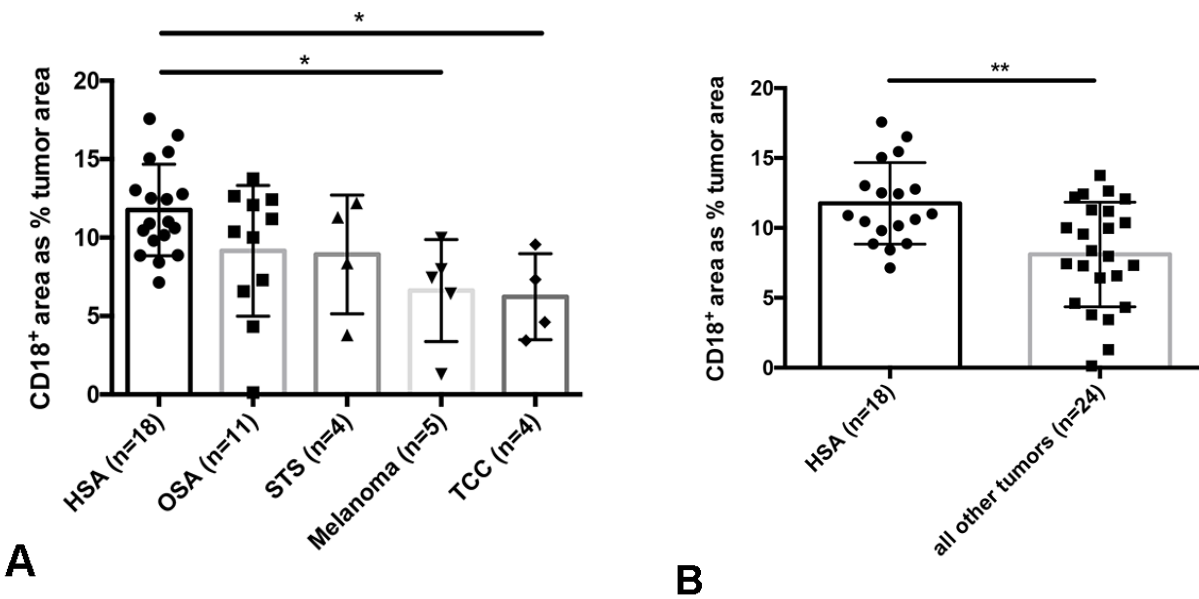 *
*
CD18⁺ area as % tumor area
20
15
10
5
0
HSA (n=18)
OSA (n=11)
STS (n=4)
Melanoma (n=5)
TCC (n=4)
A
**
CD18⁺ area as % tumor area
20
15
10
5
0
HSA (n=18)
all other tumors (n=24)
B